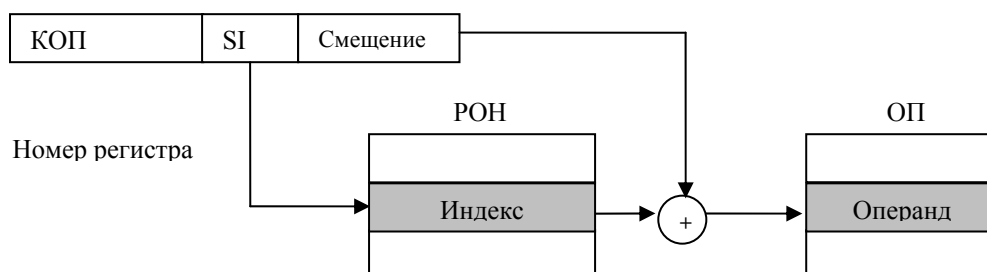 КОП SI Смещение
РОН ОП
Номер регистра
Индекс + Операнд